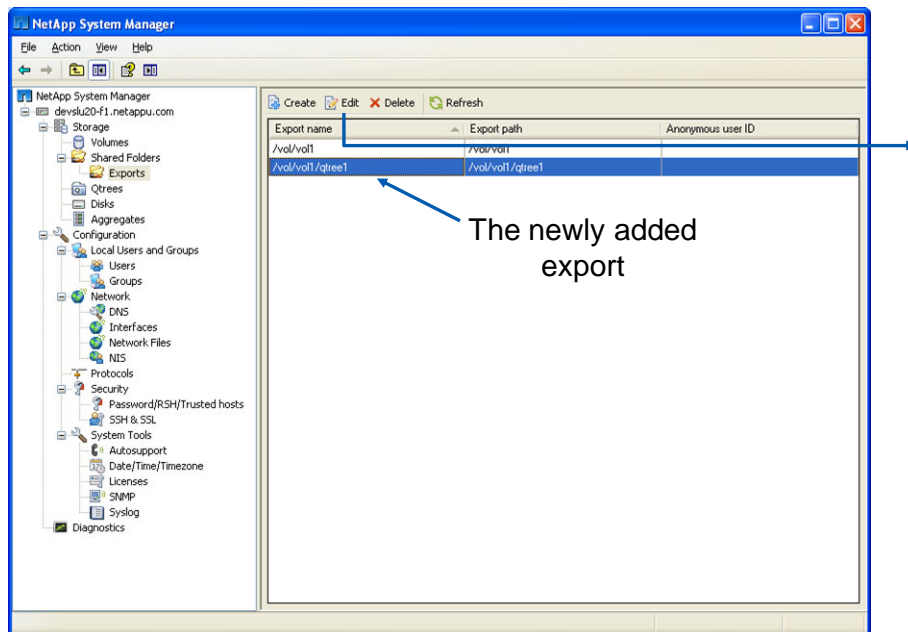 NetApp System Manager
File Action View Help
NetApp System Manager
devslu20-f1.netappu.com
Storage
Volumes
Shared Folders
Exports
Qtrees
Disks
Aggregates
Configuration
Local Users and Groups
Users
Groups
Network
DNS
Interfaces
Network Files
NIS
Protocols
Security
Password/RSH/Trusted hosts
SSH & SSL
System Tools
Autosupport
Date/Time/Timezone
Licenses
SNMP
Syslog
Diagnostics
Create Edit Delete Refresh
Export name Export path Anonymous user ID
/vol/vol1 /vol/vol1
/vol/vol1/qtree1 /vol/vol1/qtree1
The newly added
export